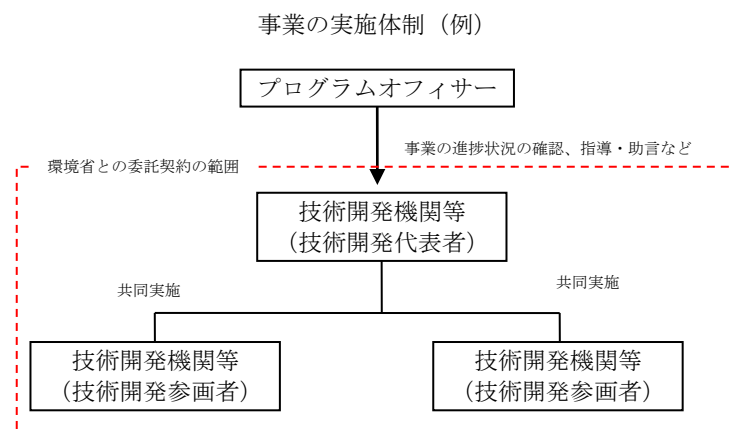 事業の実施体制（例）
プログラムオフィサー
事業の進捗状況の確認、指導・助言など
環境省との委託契約の範囲
技術開発機関等
（技術開発代表者）
共同実施
共同実施
技術開発機関等
（技術開発参画者）
技術開発機関等
（技術開発参画者）